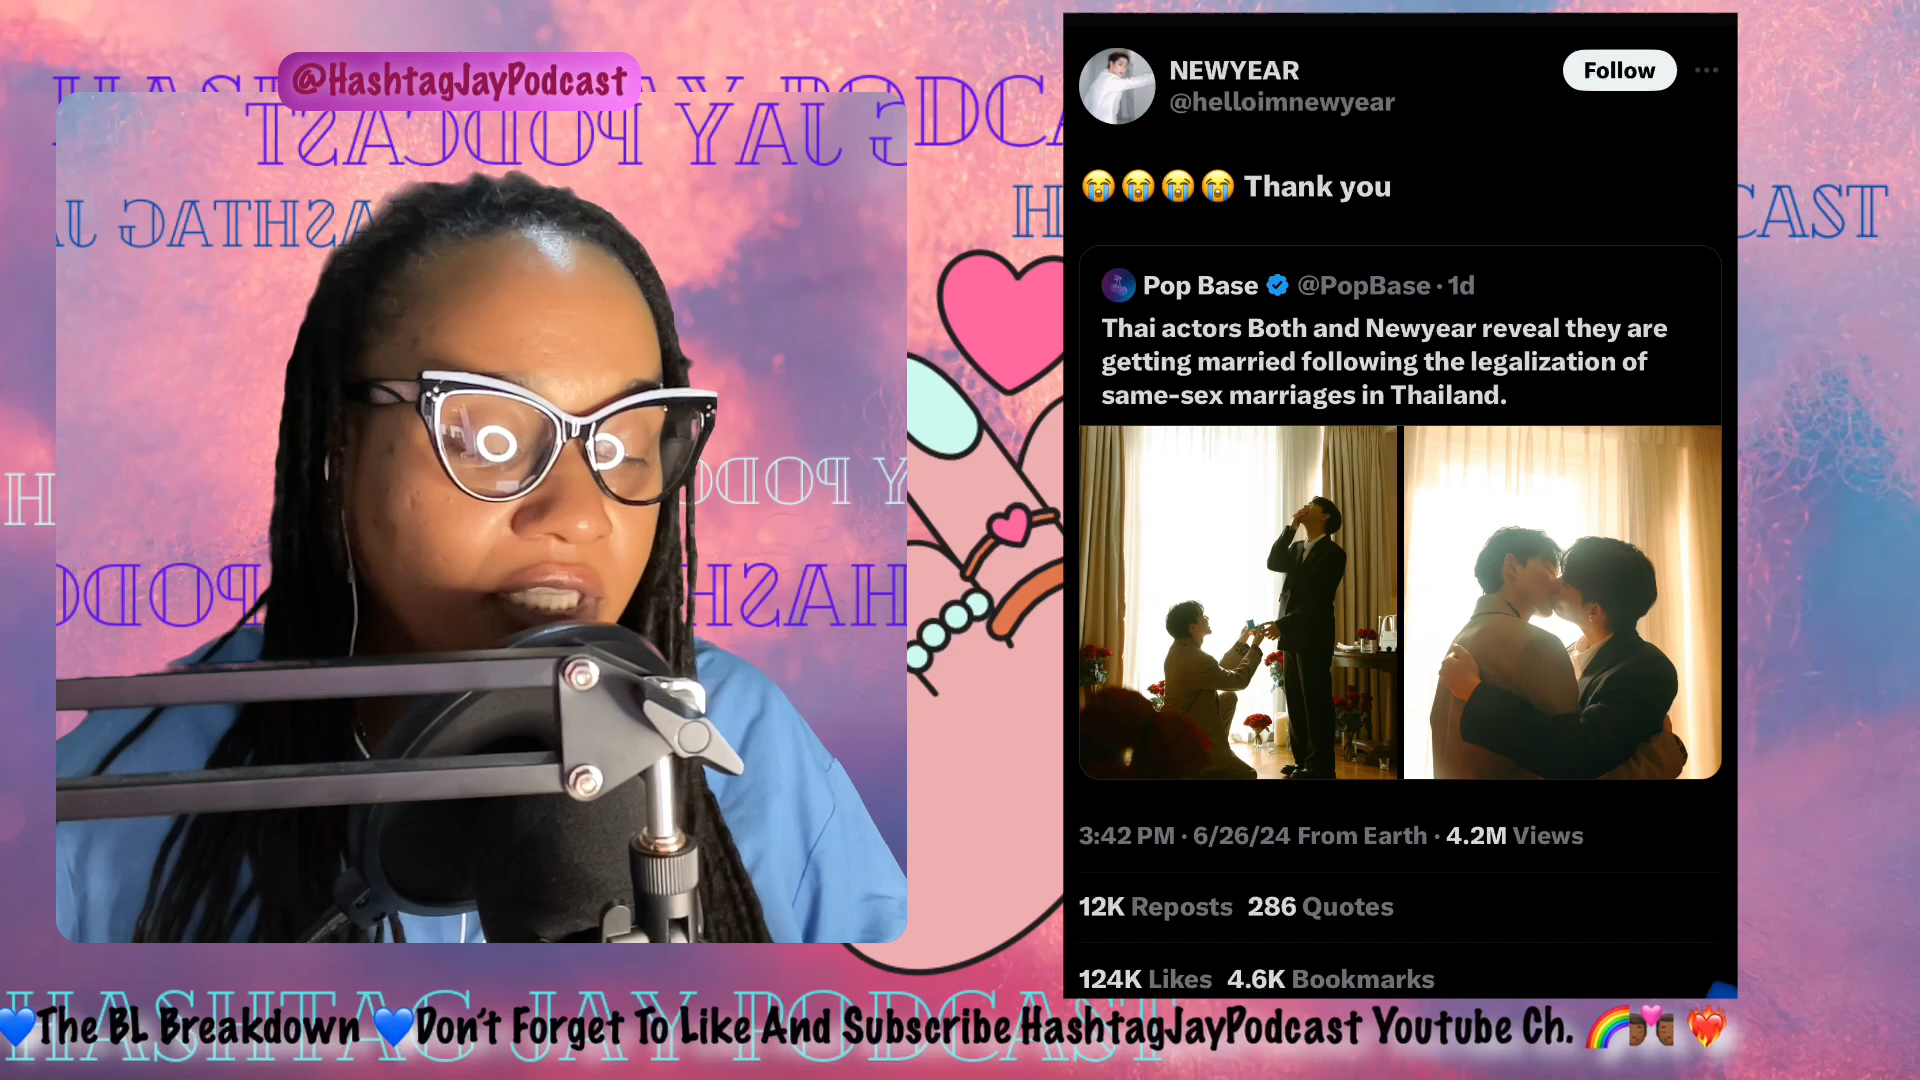 @HashtagJayPodcast
NEWYEAR
@helloimnewyear
Follow
😭😭😭😭 Thank you
Pop Base @PopBase · 1d
Thai actors Both and Newyear reveal they are
getting married following the legalization of
same-sex marriages in Thailand.
3:42 PM · 6/26/24 From Earth · 4.2M Views
12K Reposts 286 Quotes
124K Likes 4.6K Bookmarks
HASHTAG JAY PODCAST
💙The BL Breakdown 💙Don't Forget To Like And Subscribe HashtagJayPodcast Youtube Ch. 🌈